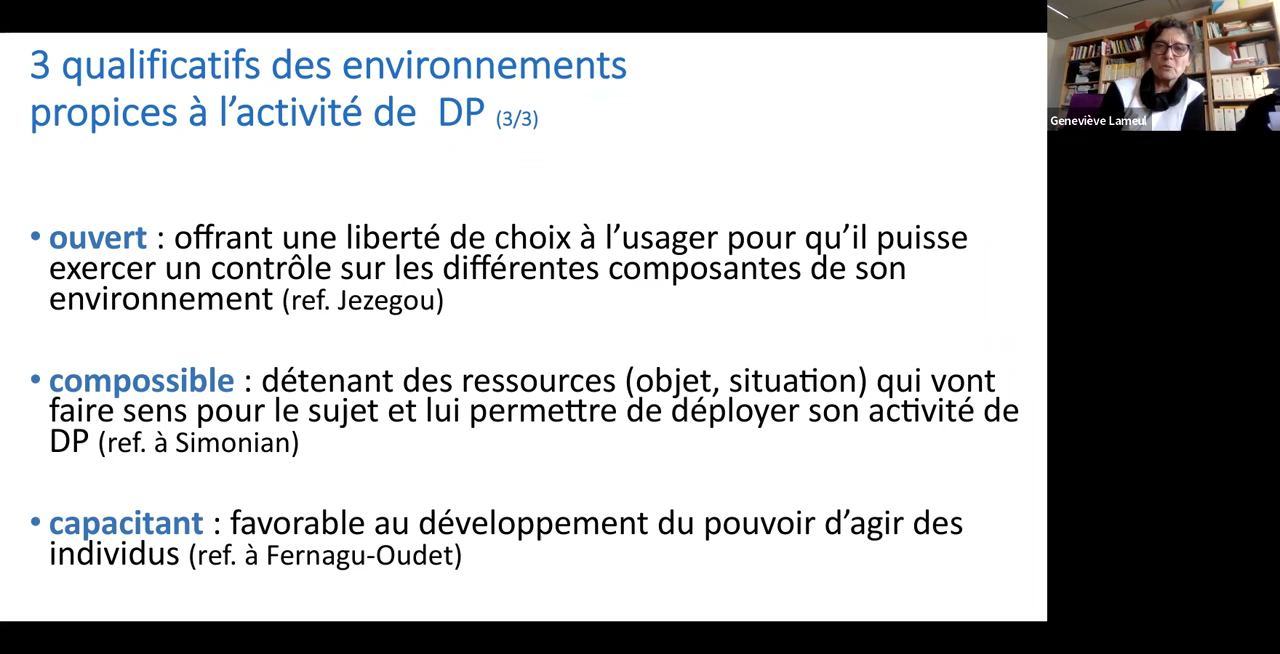 3 qualificatifs des environnements
propices à l’activité de DP (3/3)
• ouvert : offrant une liberté de choix à l’usager pour qu’il puisse
exercer un contrôle sur les différentes composantes de son
environnement (ref. Jezegou)
• compossible : détenant des ressources (objet, situation) qui vont
faire sens pour le sujet et lui permettre de déployer son activité de
DP (ref. à Simonian)
• capacitant : favorable au développement du pouvoir d’agir des
individus (ref. à Fernagu-Oudet)
Geneviève Lameul